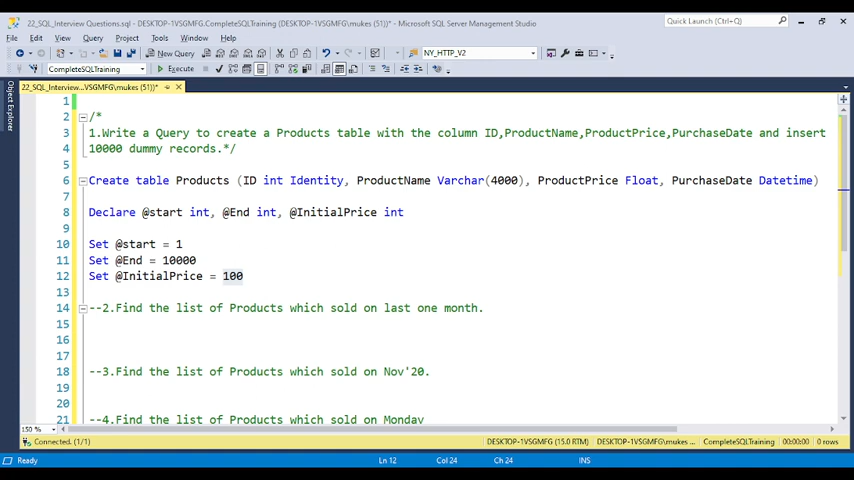 22_SQL_Interview Questions.sql - DESKTOP-1VSGMFG.CompleteSQLTraining (DESKTOP-1VSGMFG\mukes (51))* - Microsoft SQL Server Management Studio
Quick Launch (Ctrl+Q)
File Edit View Query Project Tools Window Help
New Query
NY_HTTP_V2
CompleteSQLTraining
Execute
22_SQL_Interview...VSGMFG\mukes (51))*
Object Explorer
1
2 /*
3 1.Write a Query to create a Products table with the column ID,ProductName,ProductPrice,PurchaseDate and insert
4 10000 dummy records.*/
5
6 Create table Products (ID int Identity, ProductName Varchar(4000), ProductPrice Float, PurchaseDate Datetime)
7
8 Declare @start int, @End int, @InitialPrice int
9
10 Set @start = 1
11 Set @End = 10000
12 Set @InitialPrice = 100
13
14 --2.Find the list of Products which sold on last one month.
15
16
17
18 --3.Find the list of Products which sold on Nov'20.
19
20
21 --4.Find the list of Products which sold on Monday
150 %
Connected. (1/1)
DESKTOP-1VSGMFG (15.0 RTM)
DESKTOP-1VSGMFG\mukes ...
CompleteSQLTraining
00:00:00
0 rows
Ready
Ln 12
Col 24
Ch 24
INS